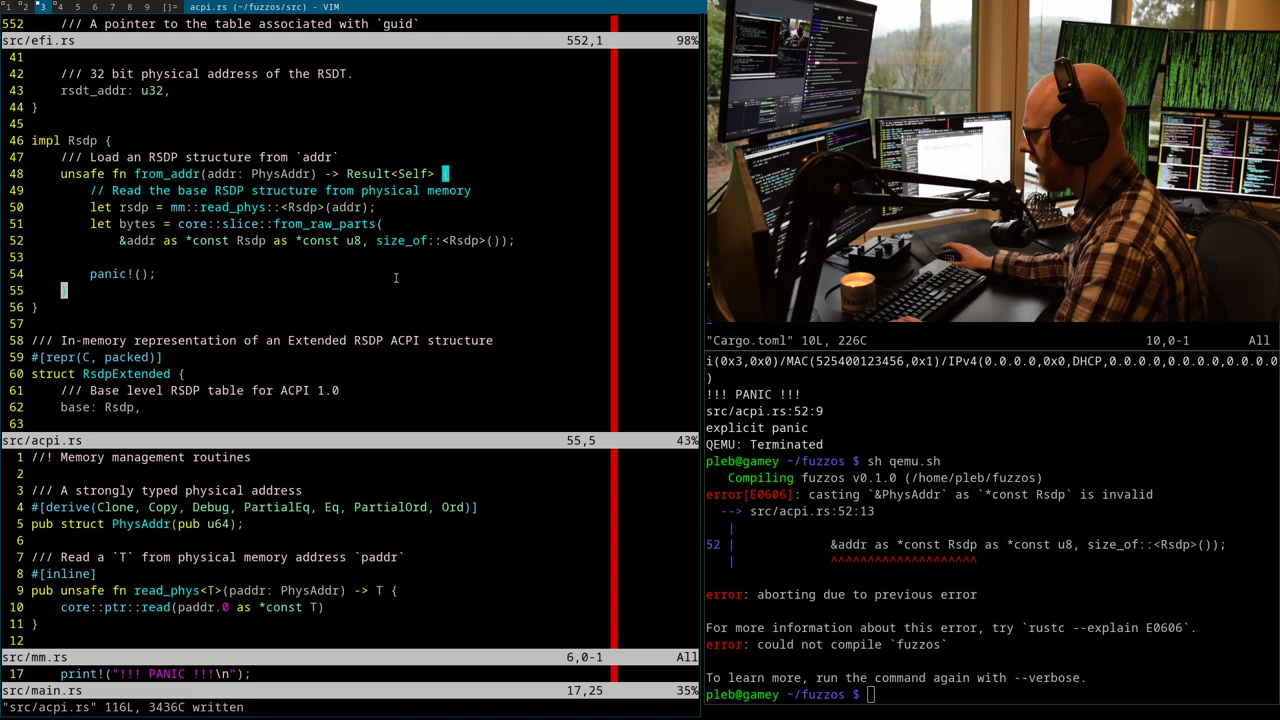 1 2 3 4 5 6 7 8 9 []= acpi.rs (~/fuzzos/src) - VIM
552     /// A pointer to the table associated with `guid`
src/efi.rs 552,1 98%
41
42     /// 32 bit physical address of the RSDT.
43     rsdt_addr: u32,
44 }
45
46 impl Rsdp {
47     /// Load an RSDP structure from `addr`
48     unsafe fn from_addr(addr: PhysAddr) -> Result<Self> {
49         // Read the base RSDP structure from physical memory
50         let rsdp = mm::read_phys::<Rsdp>(addr);
51         let bytes = core::slice::from_raw_parts(
52             &addr as *const Rsdp as *const u8, size_of::<Rsdp>());
53
54         panic!();
55     }
56 }
57
58 /// In-memory representation of an Extended RSDP ACPI structure
59 #[repr(C, packed)]
60 struct RsdpExtended {
61     /// Base level RSDP table for ACPI 1.0
62     base: Rsdp,
63
src/acpi.rs 55,5 43%
1 //! Memory management routines
2
3 /// A strongly typed physical address
4 #[derive(Clone, Copy, Debug, PartialEq, Eq, PartialOrd, Ord)]
5 pub struct PhysAddr(pub u64);
6
7 /// Read a `T` from physical memory address `paddr`
8 #[inline]
9 pub unsafe fn read_phys<T>(paddr: PhysAddr) -> T {
10     core::ptr::read(paddr.0 as *const T)
11 }
12
src/mm.rs 6,0-1 All
17     print!("!!! PANIC !!!\n");
src/main.rs 17,25 35%
"src/acpi.rs" 116L, 3436C written
~
"Cargo.toml" 10L, 226C 10,0-1 All
i(0x3,0x0)/MAC(525400123456,0x1)/IPv4(0.0.0.0,0x0,DHCP,0.0.0.0,0.0.0.0,0.0.0.0
)
!!! PANIC !!!
src/acpi.rs:52:9
explicit panic
QEMU: Terminated
pleb@gamey ~/fuzzos $ sh qemu.sh
   Compiling fuzzos v0.1.0 (/home/pleb/fuzzos)
error[E0606]: casting `&PhysAddr` as `*const Rsdp` is invalid
  --> src/acpi.rs:52:13
   |
52 |             &addr as *const Rsdp as *const u8, size_of::<Rsdp>());
   |             ^^^^^^^^^^^^^^^^^^^^
error: aborting due to previous error
For more information about this error, try `rustc --explain E0606`.
error: could not compile `fuzzos`
To learn more, run the command again with --verbose.
pleb@gamey ~/fuzzos $